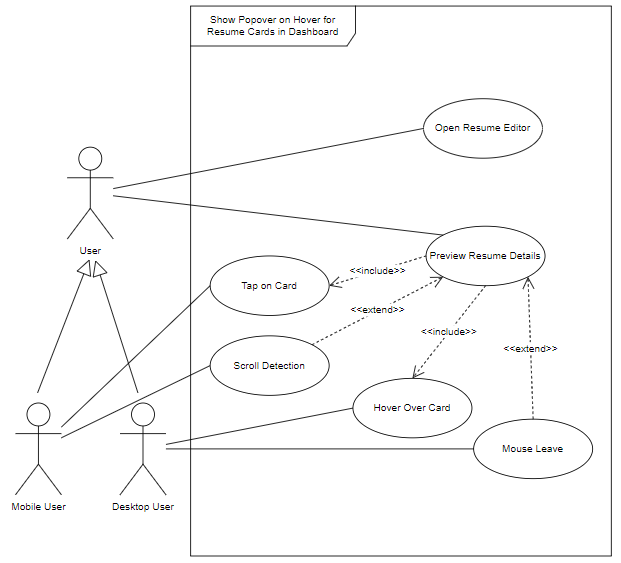 Show Popover on Hover for
Resume Cards in Dashboard
Open Resume Editor
User
Preview Resume Details
<<include>>
Tap on Card
<<extend>>
<<include>>
<<extend>>
Scroll Detection
Hover Over Card
Mouse Leave
Mobile User
Desktop User